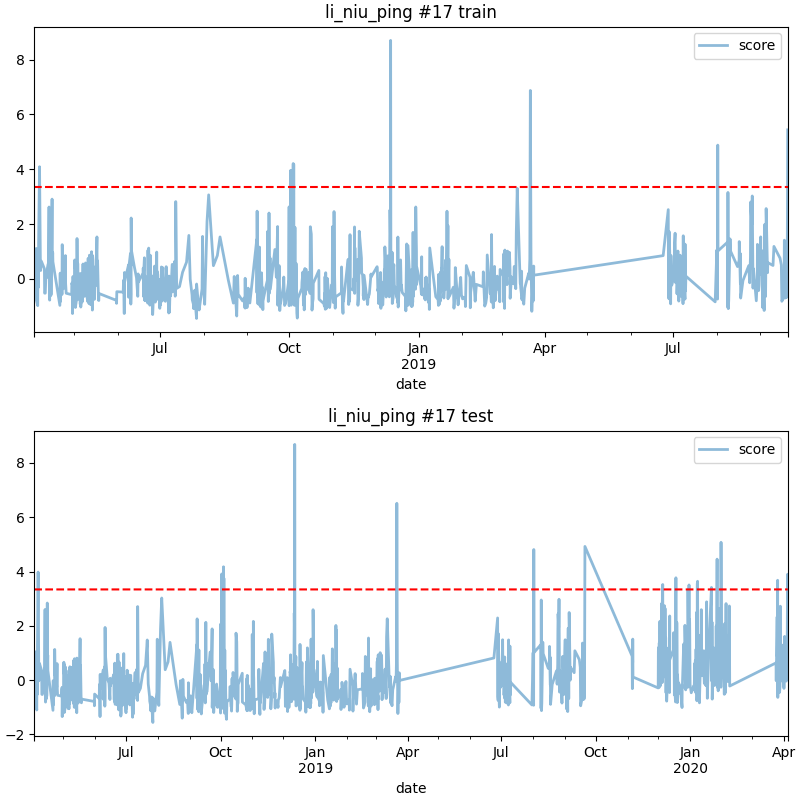 li_niu_ping #17 train
score
8
6
4
2
0
Jul Oct Jan Apr Jul
2019
date
li_niu_ping #17 test
score
8
6
4
2
0
−2
Jul Oct Jan Apr Jul Oct Jan Apr
2019 2020
date